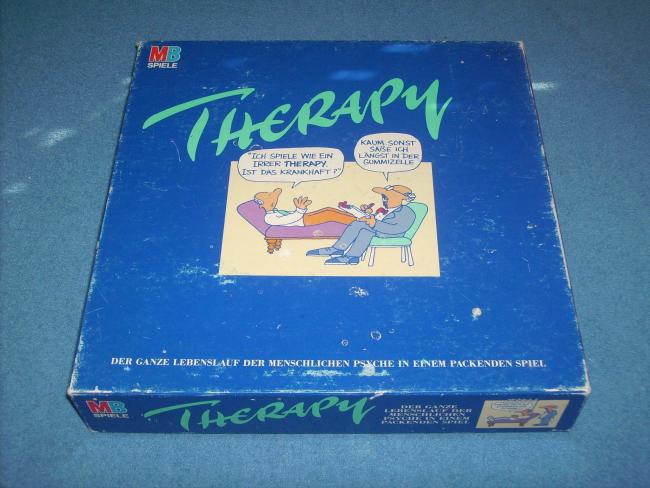 MB
SPIELE
THERAPY
"ICH SPIELE WIE EIN
IRRER THERAPY.
IST DAS KRANKHAFT?"
KAUM, SONST
SÄßE ICH
LÄNGST IN DER
GUMMIZELLE
DER GANZE LEBENSLAUF DER MENSCHLICHEN PSYCHE IN EINEM PACKENDEN SPIEL
MB
SPIELE
THERAPY
DER GANZE
LEBENSLAUF DER
MENSCHLICHEN
PSYCHE IN EINEM
PACKENDEN SPIEL